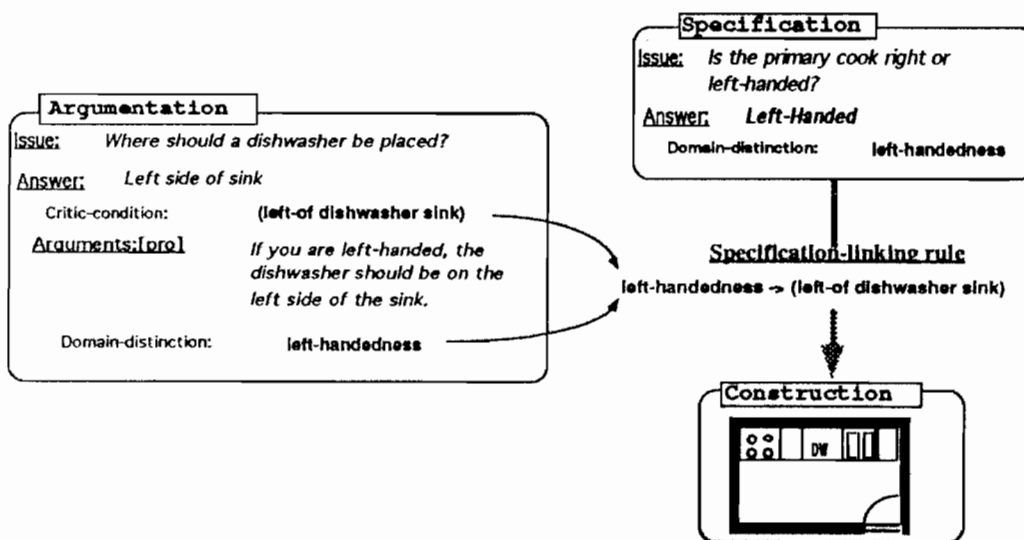 Argumentation
Issue: Where should a dishwasher be placed?
Answer: Left side of sink
Critic-condition: (left-of dishwasher sink)
Arguments:[pro] If you are left-handed, the
dishwasher should be on the
left side of the sink.
Domain-distinction: left-handedness
Specification
Issue: Is the primary cook right or
left-handed?
Answer: Left-Handed
Domain-distinction: left-handedness
Specification-linking rule
left-handedness -> (left-of dishwasher sink)
Construction
DW